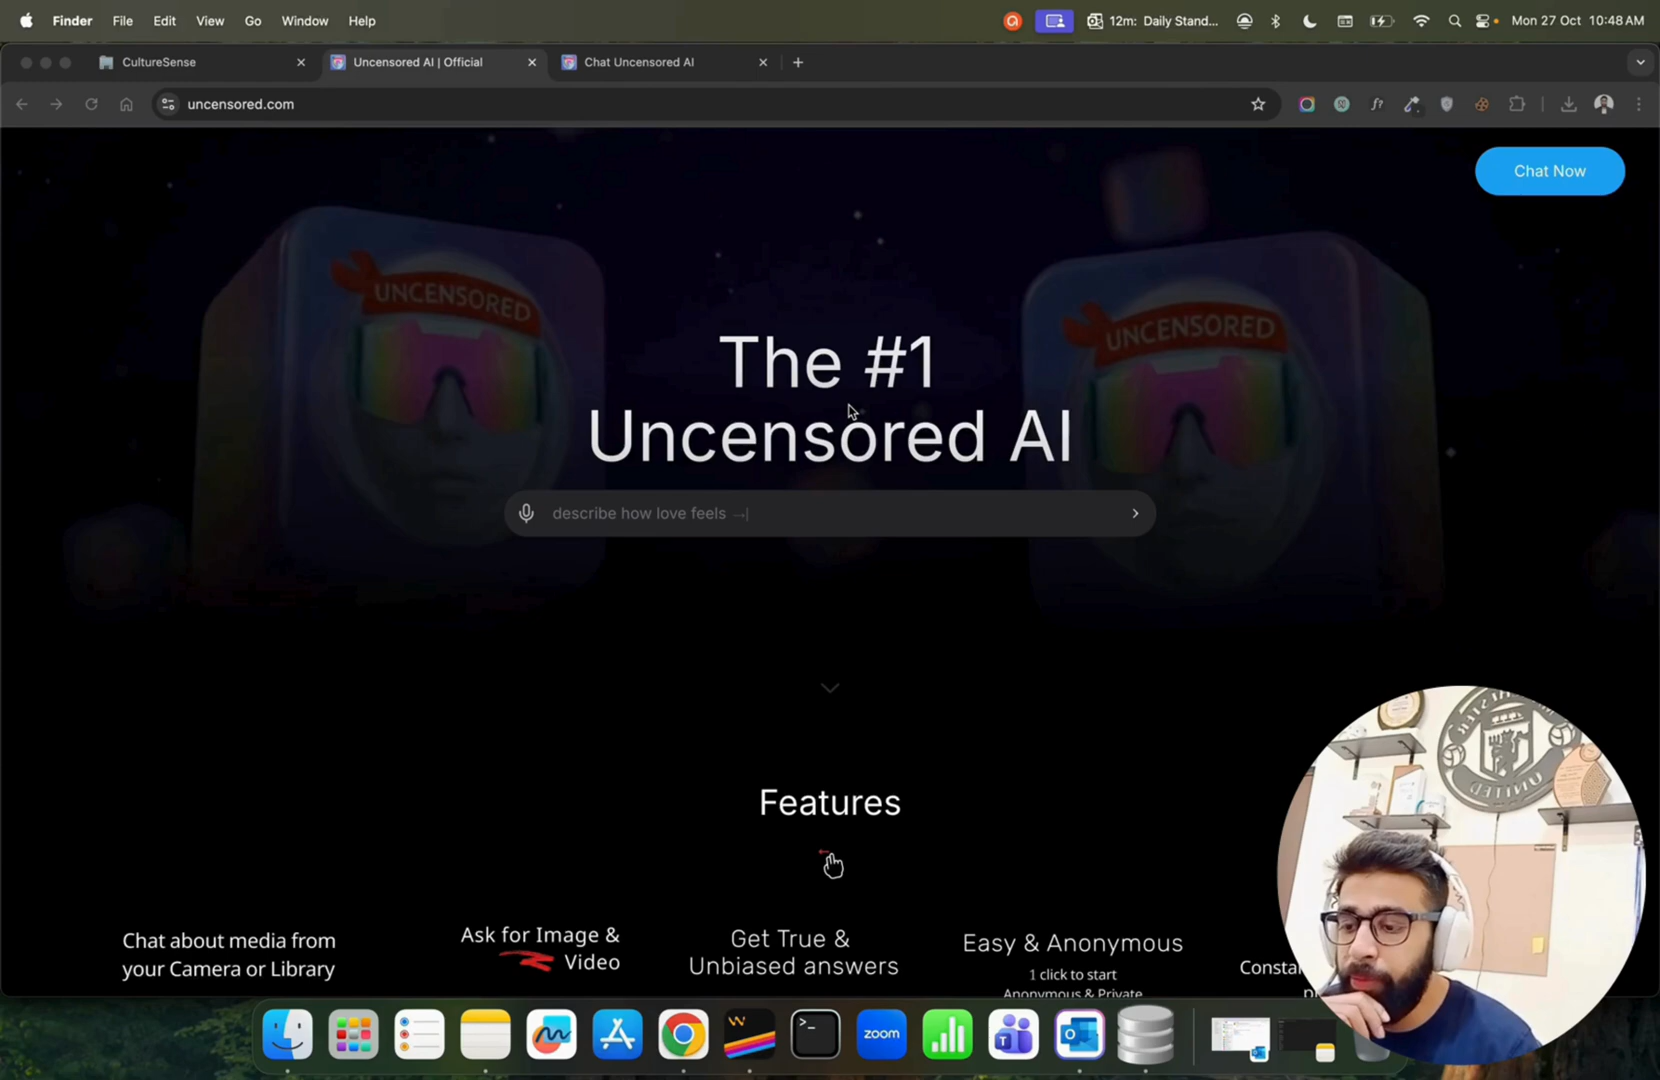 Finder File Edit View Go Window Help 12m: Daily Stand... Mon 27 Oct 10:48 AM
CultureSense Uncensored AI | Official Chat Uncensored AI
uncensored.com
Chat Now
UNCENSORED
UNCENSORED
The #1
Uncensored AI
describe how love feels →|
Features
Chat about media from
your Camera or Library
Ask for Image &
Video
Get True &
Unbiased answers
Easy & Anonymous
1 click to start
Anonymous & Private
UNITED
zoom